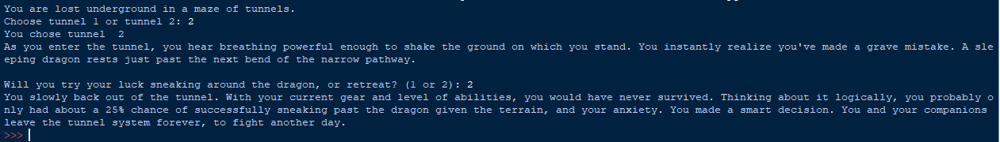 You are lost underground in a maze of tunnels.
Choose tunnel 1 or tunnel 2: 2
You chose tunnel  2
As you enter the tunnel, you hear breathing powerful enough to shake the ground on which you stand. You instantly realize you've made a grave mistake. A sle
eping dragon rests just past the next bend of the narrow pathway.

Will you try your luck sneaking around the dragon, or retreat? (1 or 2): 2
You slowly back out of the tunnel. With your current gear and level of abilities, you would have never survived. Thinking about it logically, you probably o
nly had about a 25% chance of successfully sneaking past the dragon given the terrain, and your anxiety. You made a smart decision. You and your companions
leave the tunnel system forever, to fight another day.
>>>